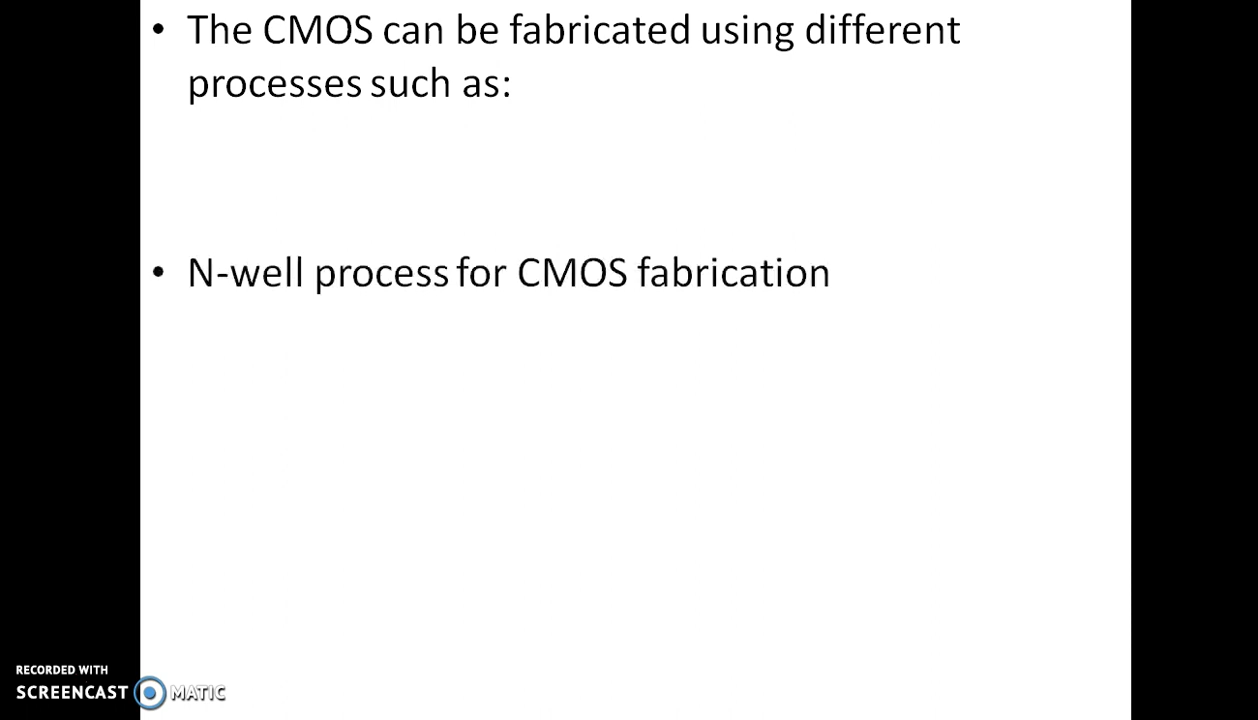 • The CMOS can be fabricated using different
processes such as:
• N-well process for CMOS fabrication
RECORDED WITH
SCREENCAST MATIC